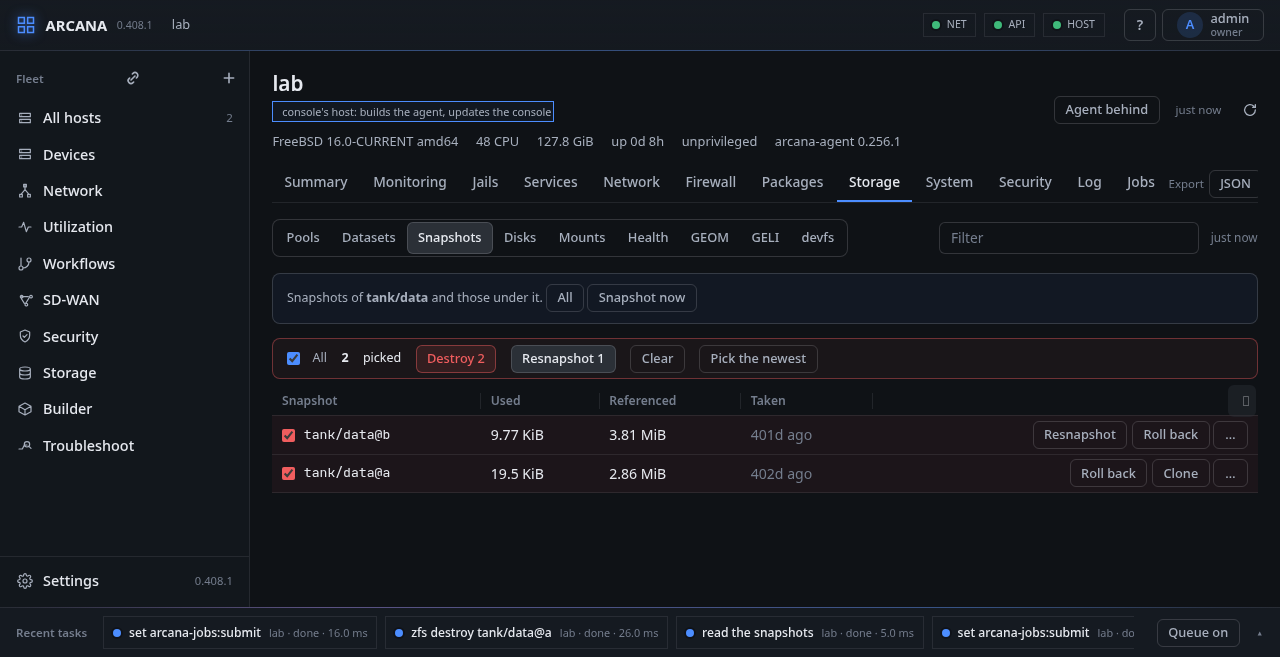 ARCANA 0.408.1 lab NET API HOST ? A admin
owner
Fleet
All hosts 2
Devices
Network
Utilization
Workflows
SD-WAN
Security
Storage
Builder
Troubleshoot
Settings 0.408.1
lab
console's host: builds the agent, updates the console
Agent behind just now
FreeBSD 16.0-CURRENT amd64 48 CPU 127.8 GiB up 0d 8h unprivileged arcana-agent 0.256.1
Summary Monitoring Jails Services Network Firewall Packages Storage System Security Log Jobs Export JSON
Pools Datasets Snapshots Disks Mounts Health GEOM GELI devfs Filter just now
Snapshots of tank/data and those under it. All Snapshot now
All 2 picked Destroy 2 Resnapshot 1 Clear Pick the newest
Snapshot Used Referenced Taken
tank/data@b 9.77 KiB 3.81 MiB 401d ago Resnapshot Roll back ...
tank/data@a 19.5 KiB 2.86 MiB 402d ago Roll back Clone ...
Recent tasks set arcana-jobs:submit lab · done · 16.0 ms zfs destroy tank/data@a lab · done · 26.0 ms read the snapshots lab · done · 5.0 ms set arcana-jobs:submit lab · do Queue on